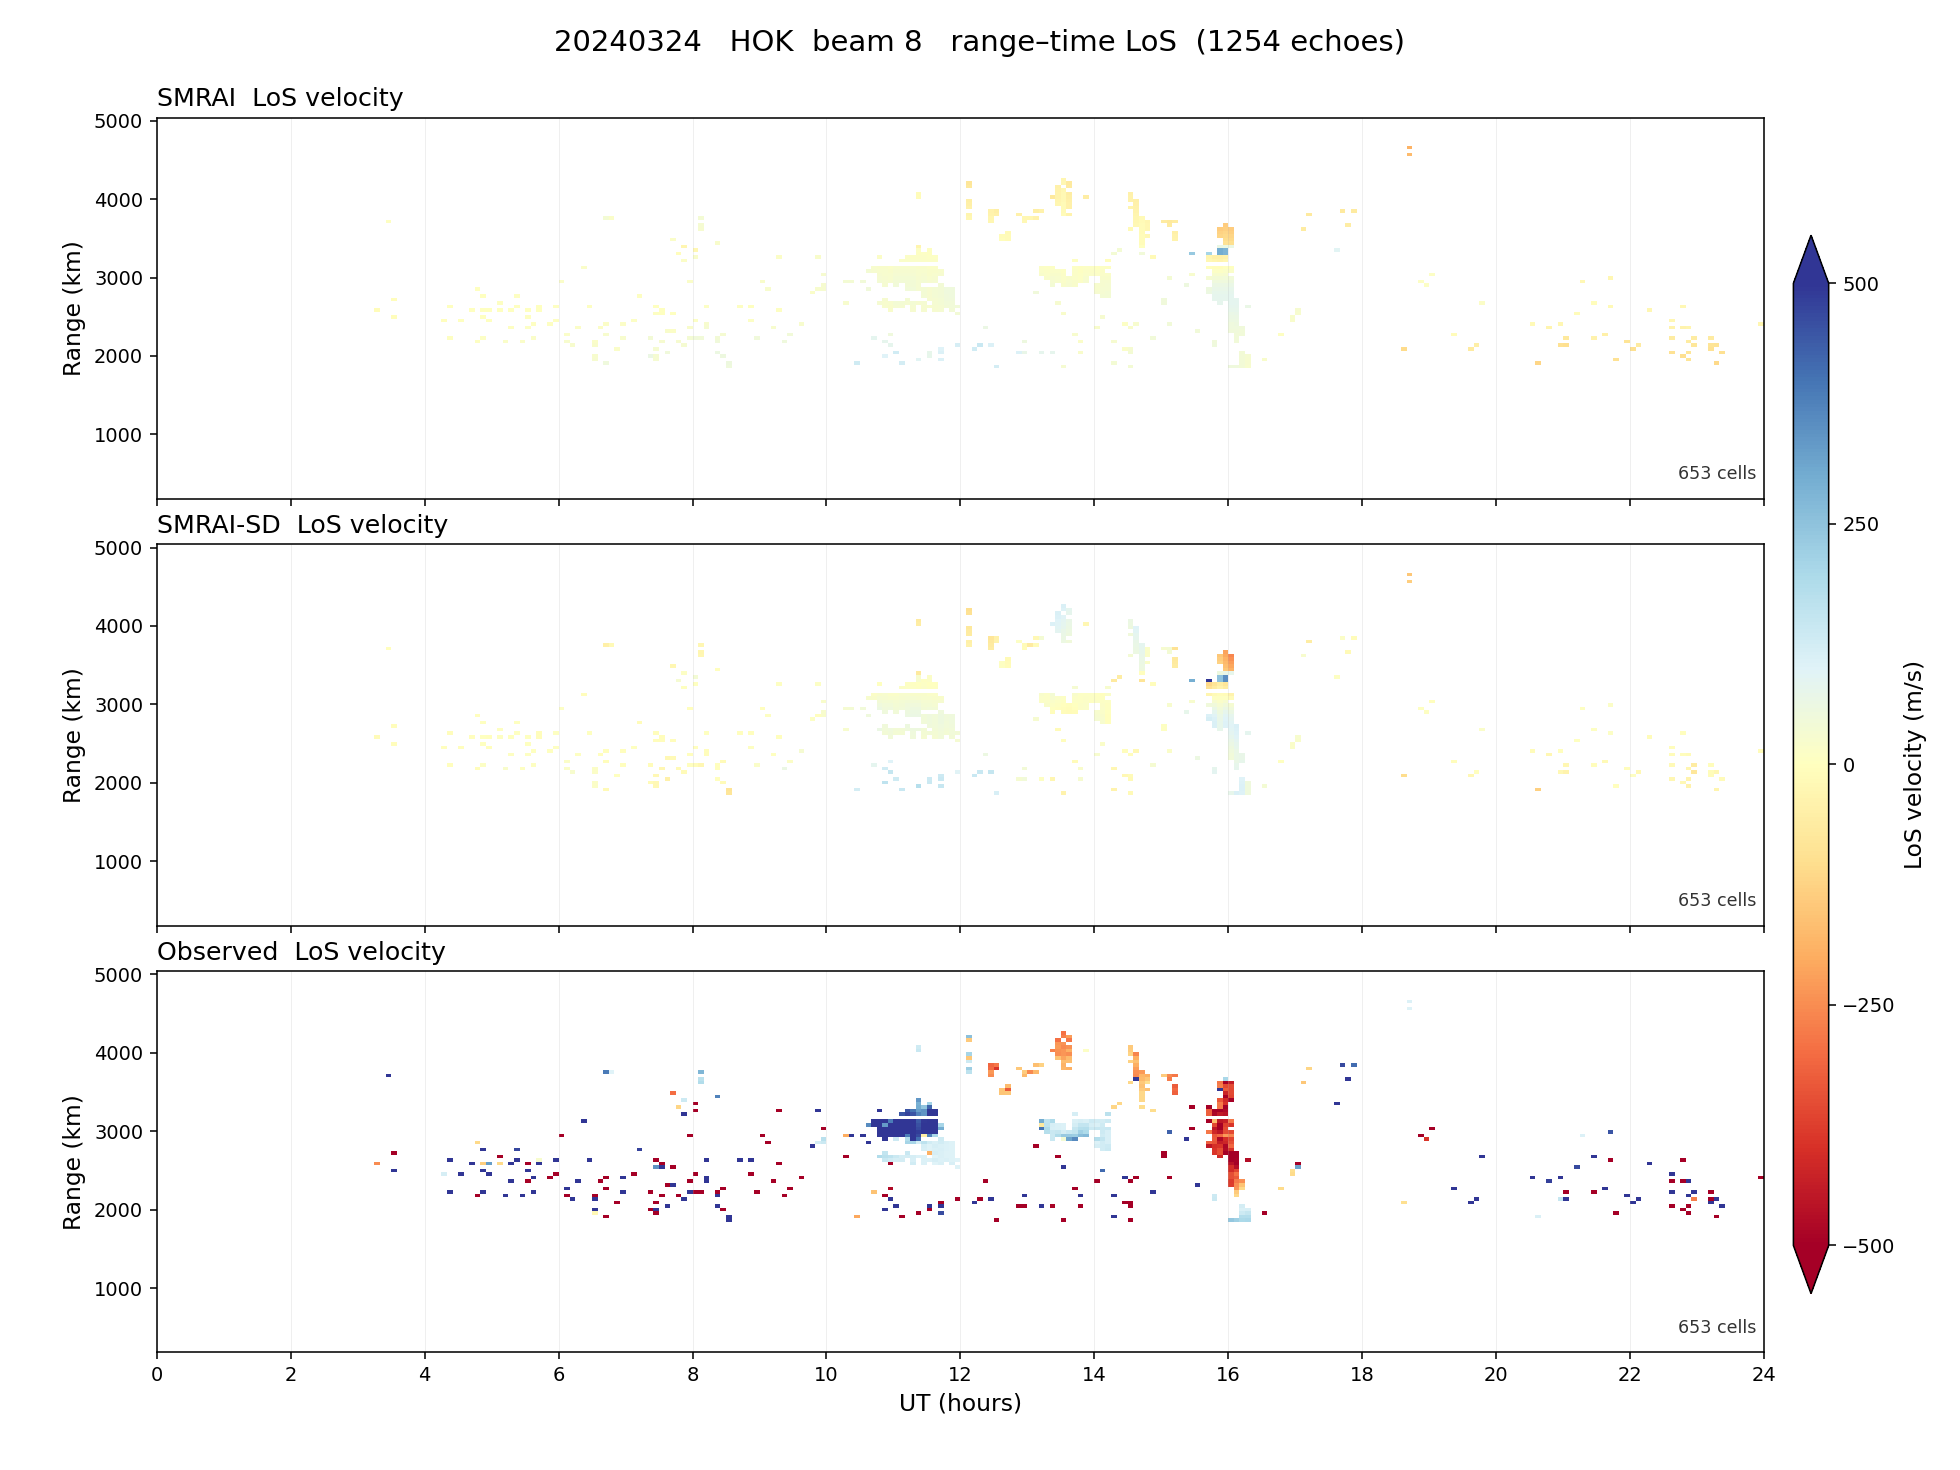 20240324   HOK  beam 8   range–time LoS  (1254 echoes)
SMRAI  LoS velocity
5000
4000
3000
2000
1000
Range (km)
653 cells
SMRAI-SD  LoS velocity
5000
4000
3000
2000
1000
Range (km)
653 cells
Observed  LoS velocity
5000
4000
3000
2000
1000
Range (km)
653 cells
0 2 4 6 8 10 12 14 16 18 20 22 24
UT (hours)
500
250
0
−250
−500
LoS velocity (m/s)